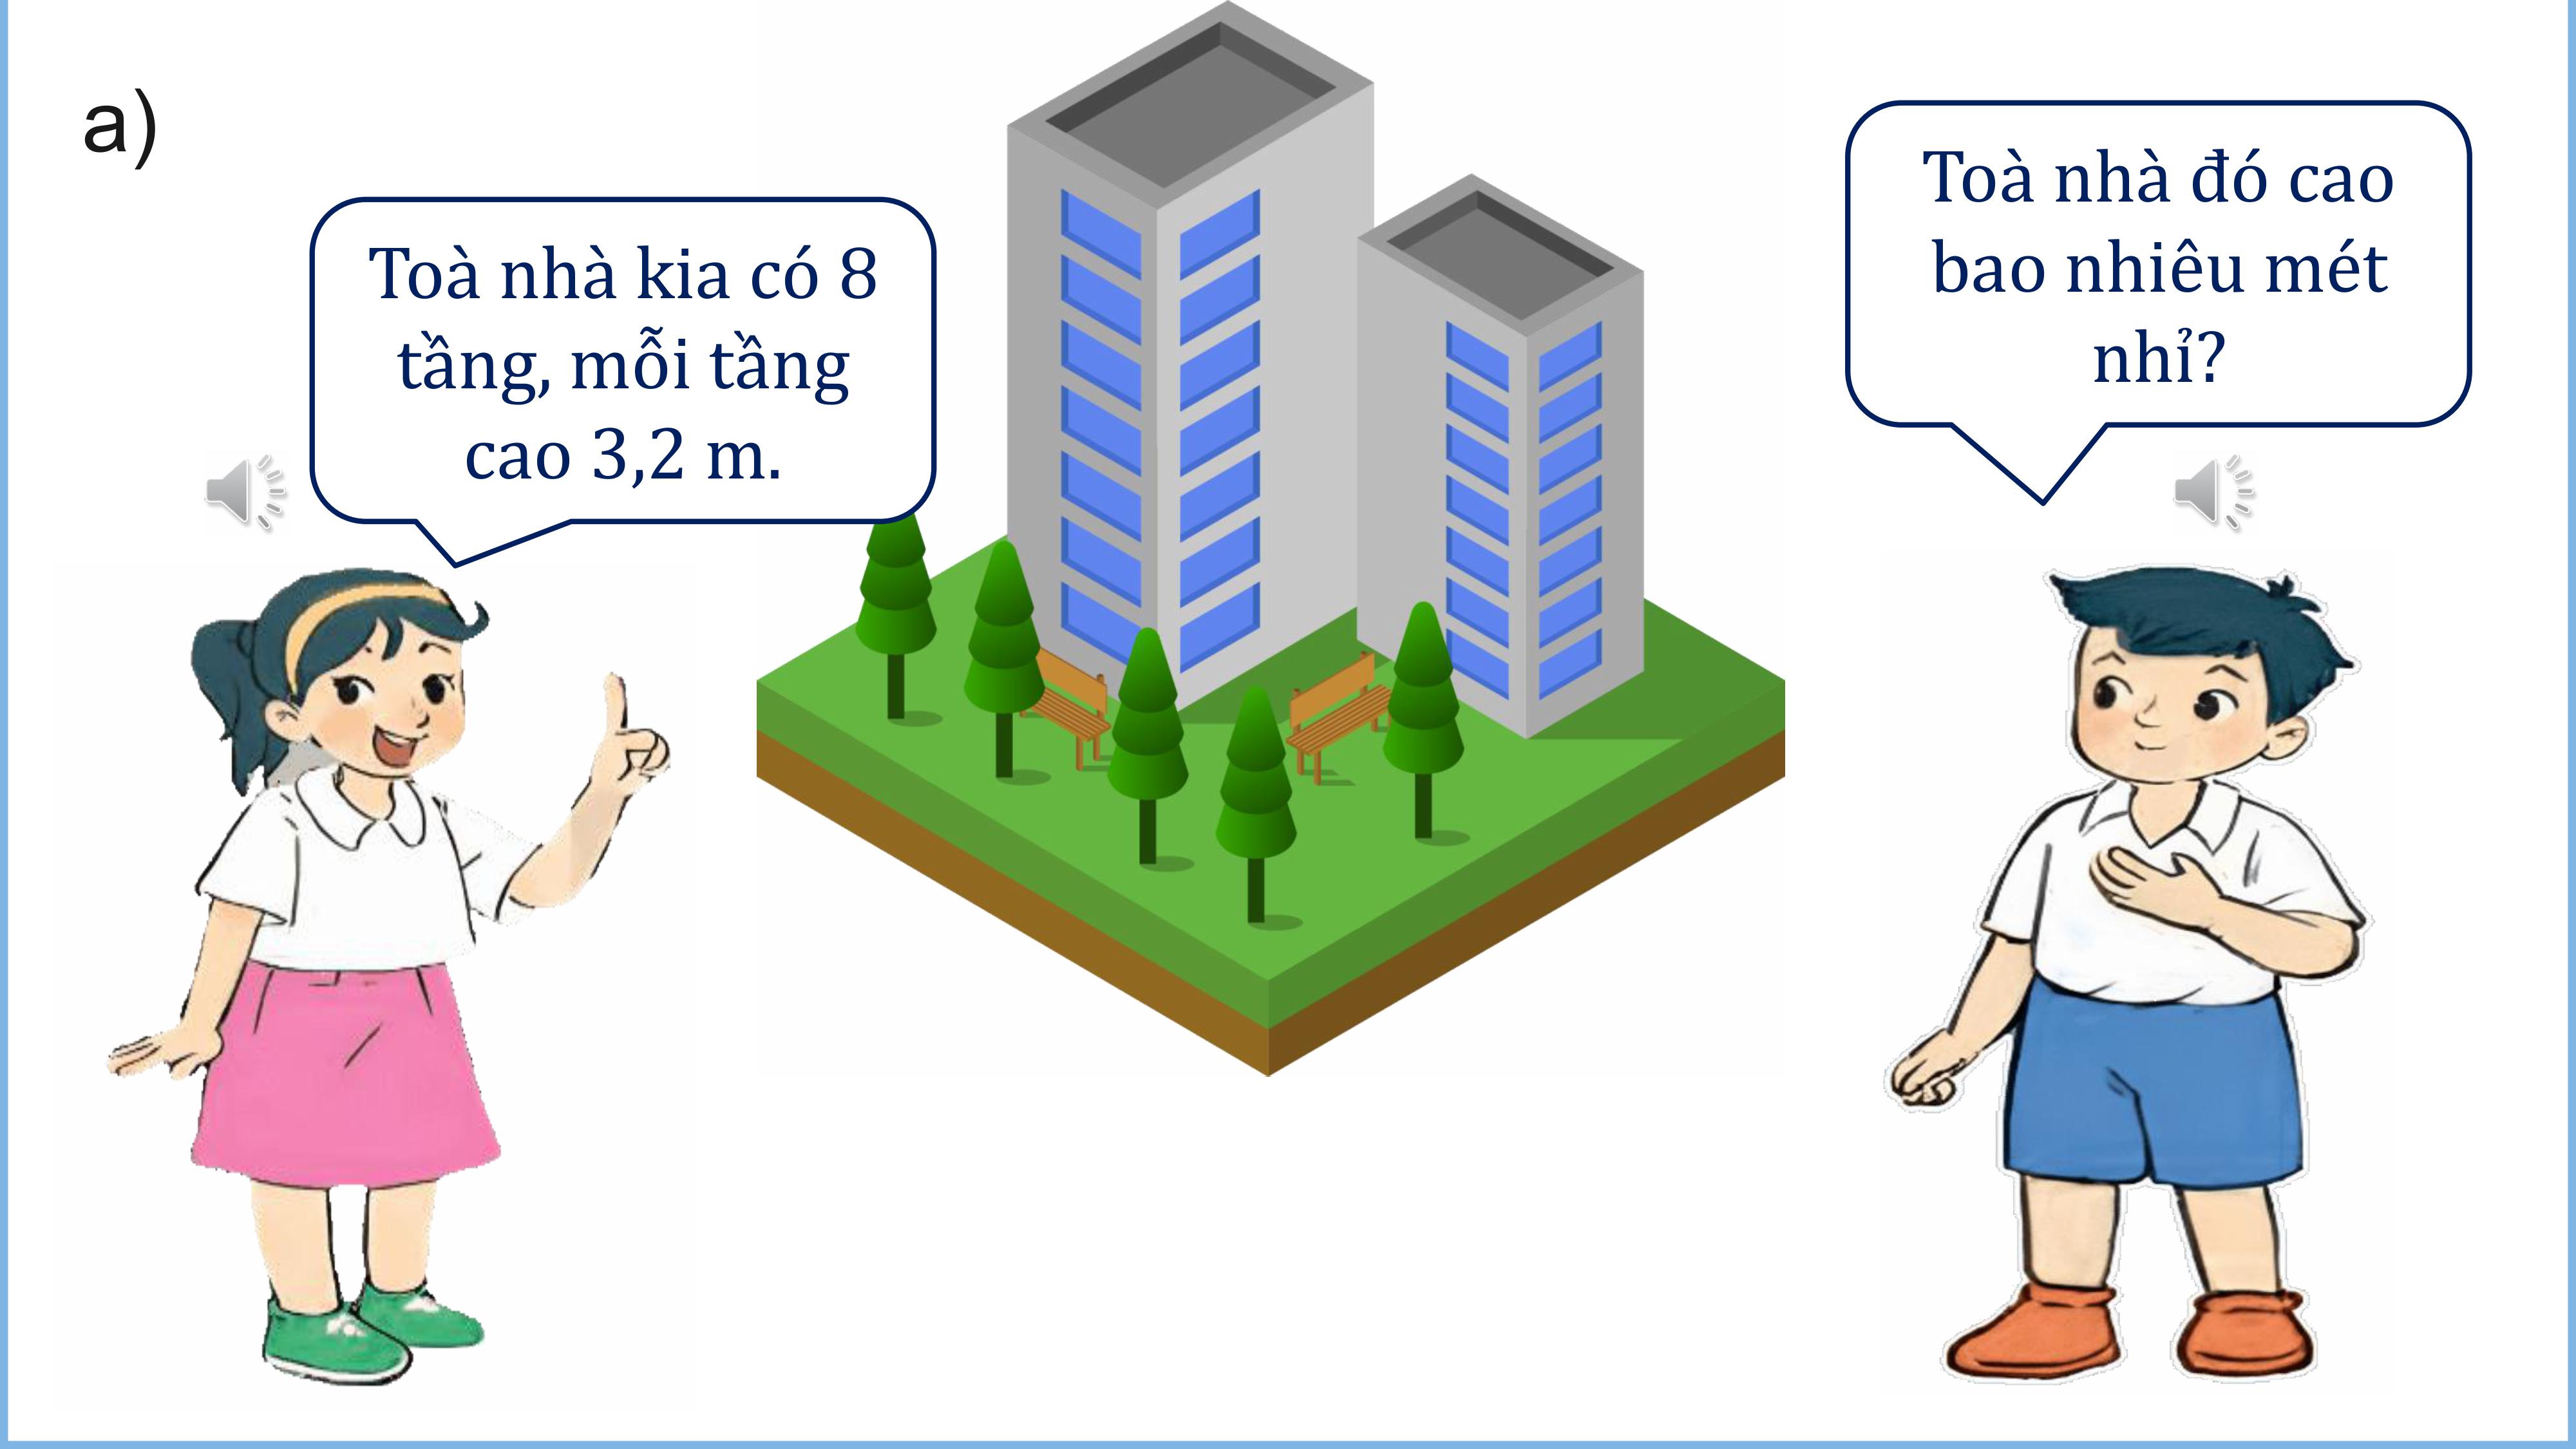 a)
Toà nhà kia có 8
tầng, mỗi tầng
cao 3,2 m.
Toà nhà đó cao
bao nhiêu mét
nhỉ?